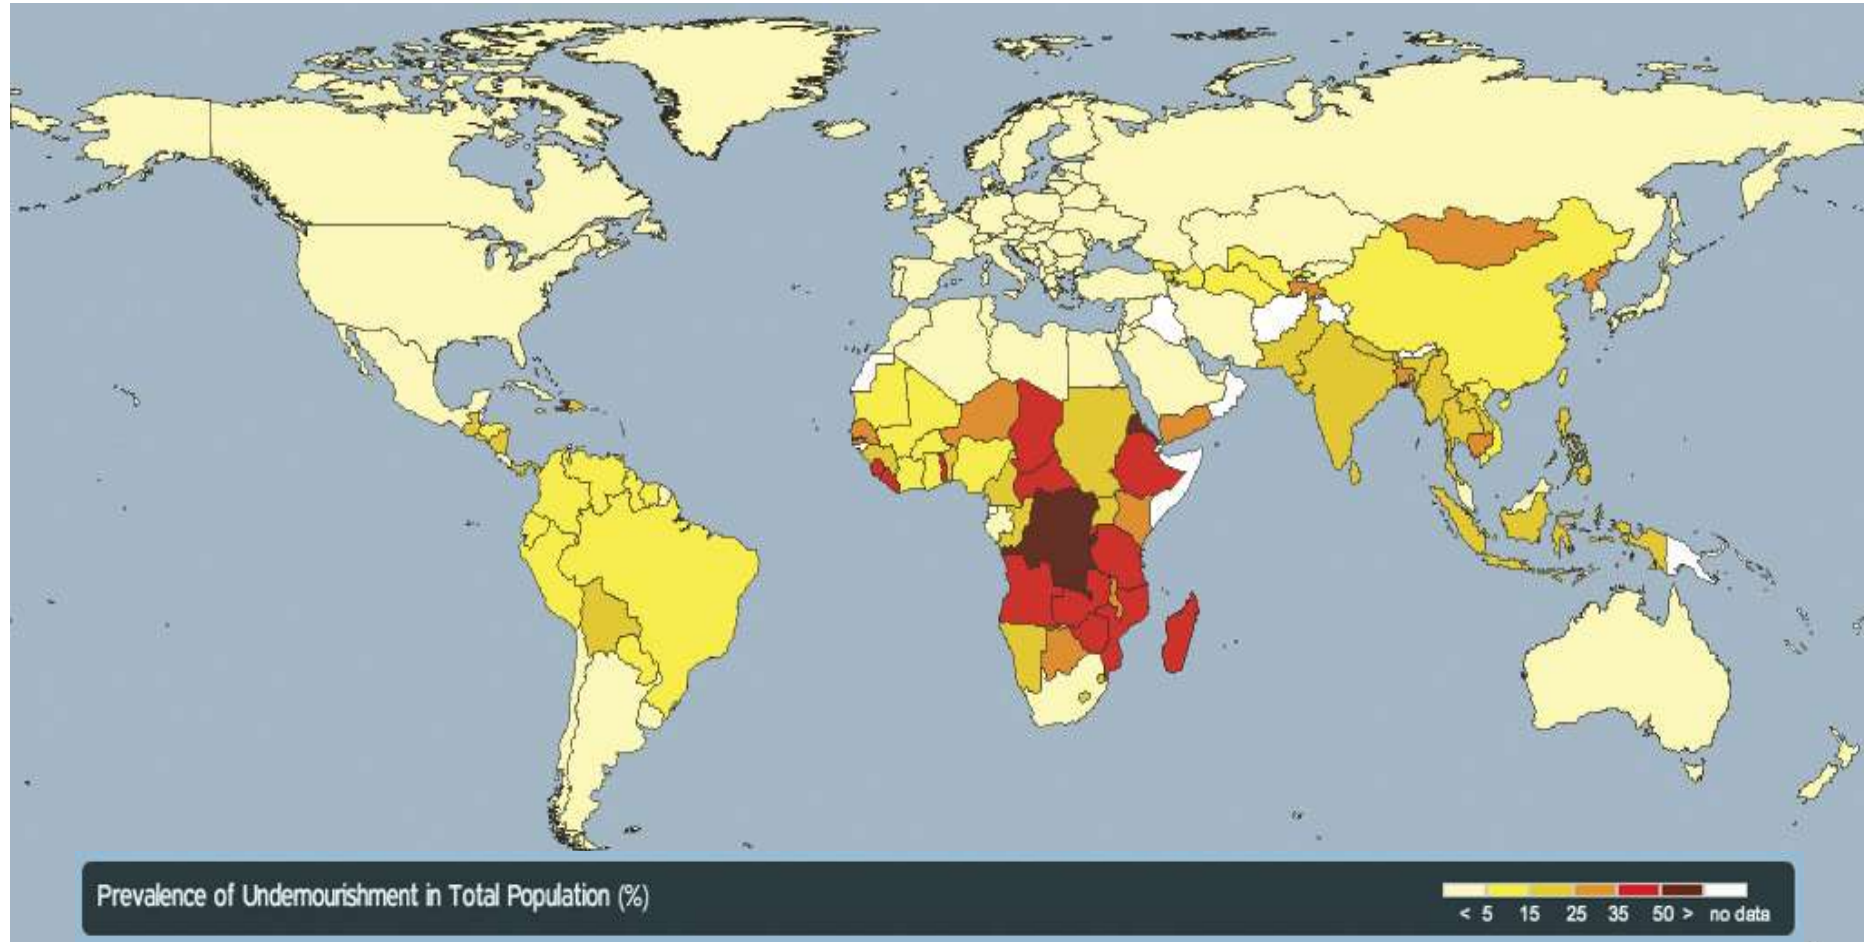 Prevalence of Undernourishment in Total Population (%)
< 5 15 25 35 50 > no data